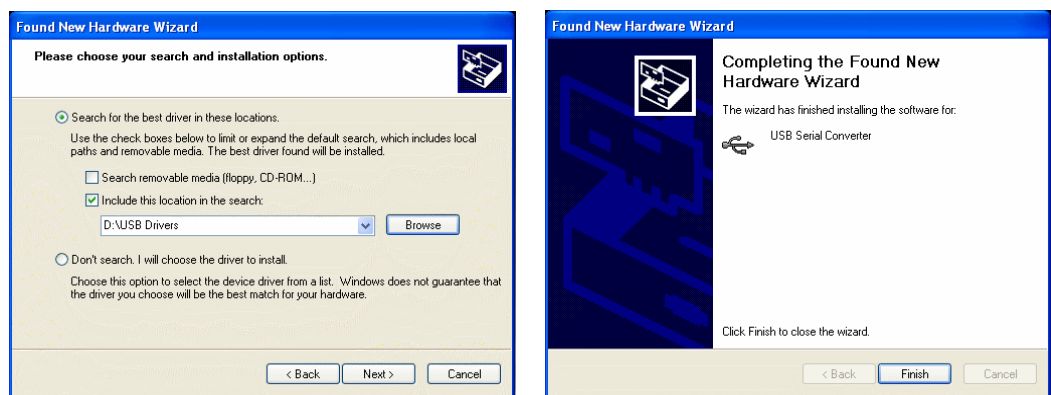 Found New Hardware Wizard
Please choose your search and installation options.
Search for the best driver in these locations.
Use the check boxes below to limit or expand the default search, which includes local
paths and removable media. The best driver found will be installed.
Search removable media (floppy, CD-ROM...)
Include this location in the search:
D:\USB Drivers
Browse
Don't search. I will choose the driver to install.
Choose this option to select the device driver from a list.  Windows does not guarantee that
the driver you choose will be the best match for your hardware.
< Back
Next >
Cancel
Found New Hardware Wizard
Completing the Found New
Hardware Wizard
The wizard has finished installing the software for:
USB Serial Converter
Click Finish to close the wizard.
< Back
Finish
Cancel